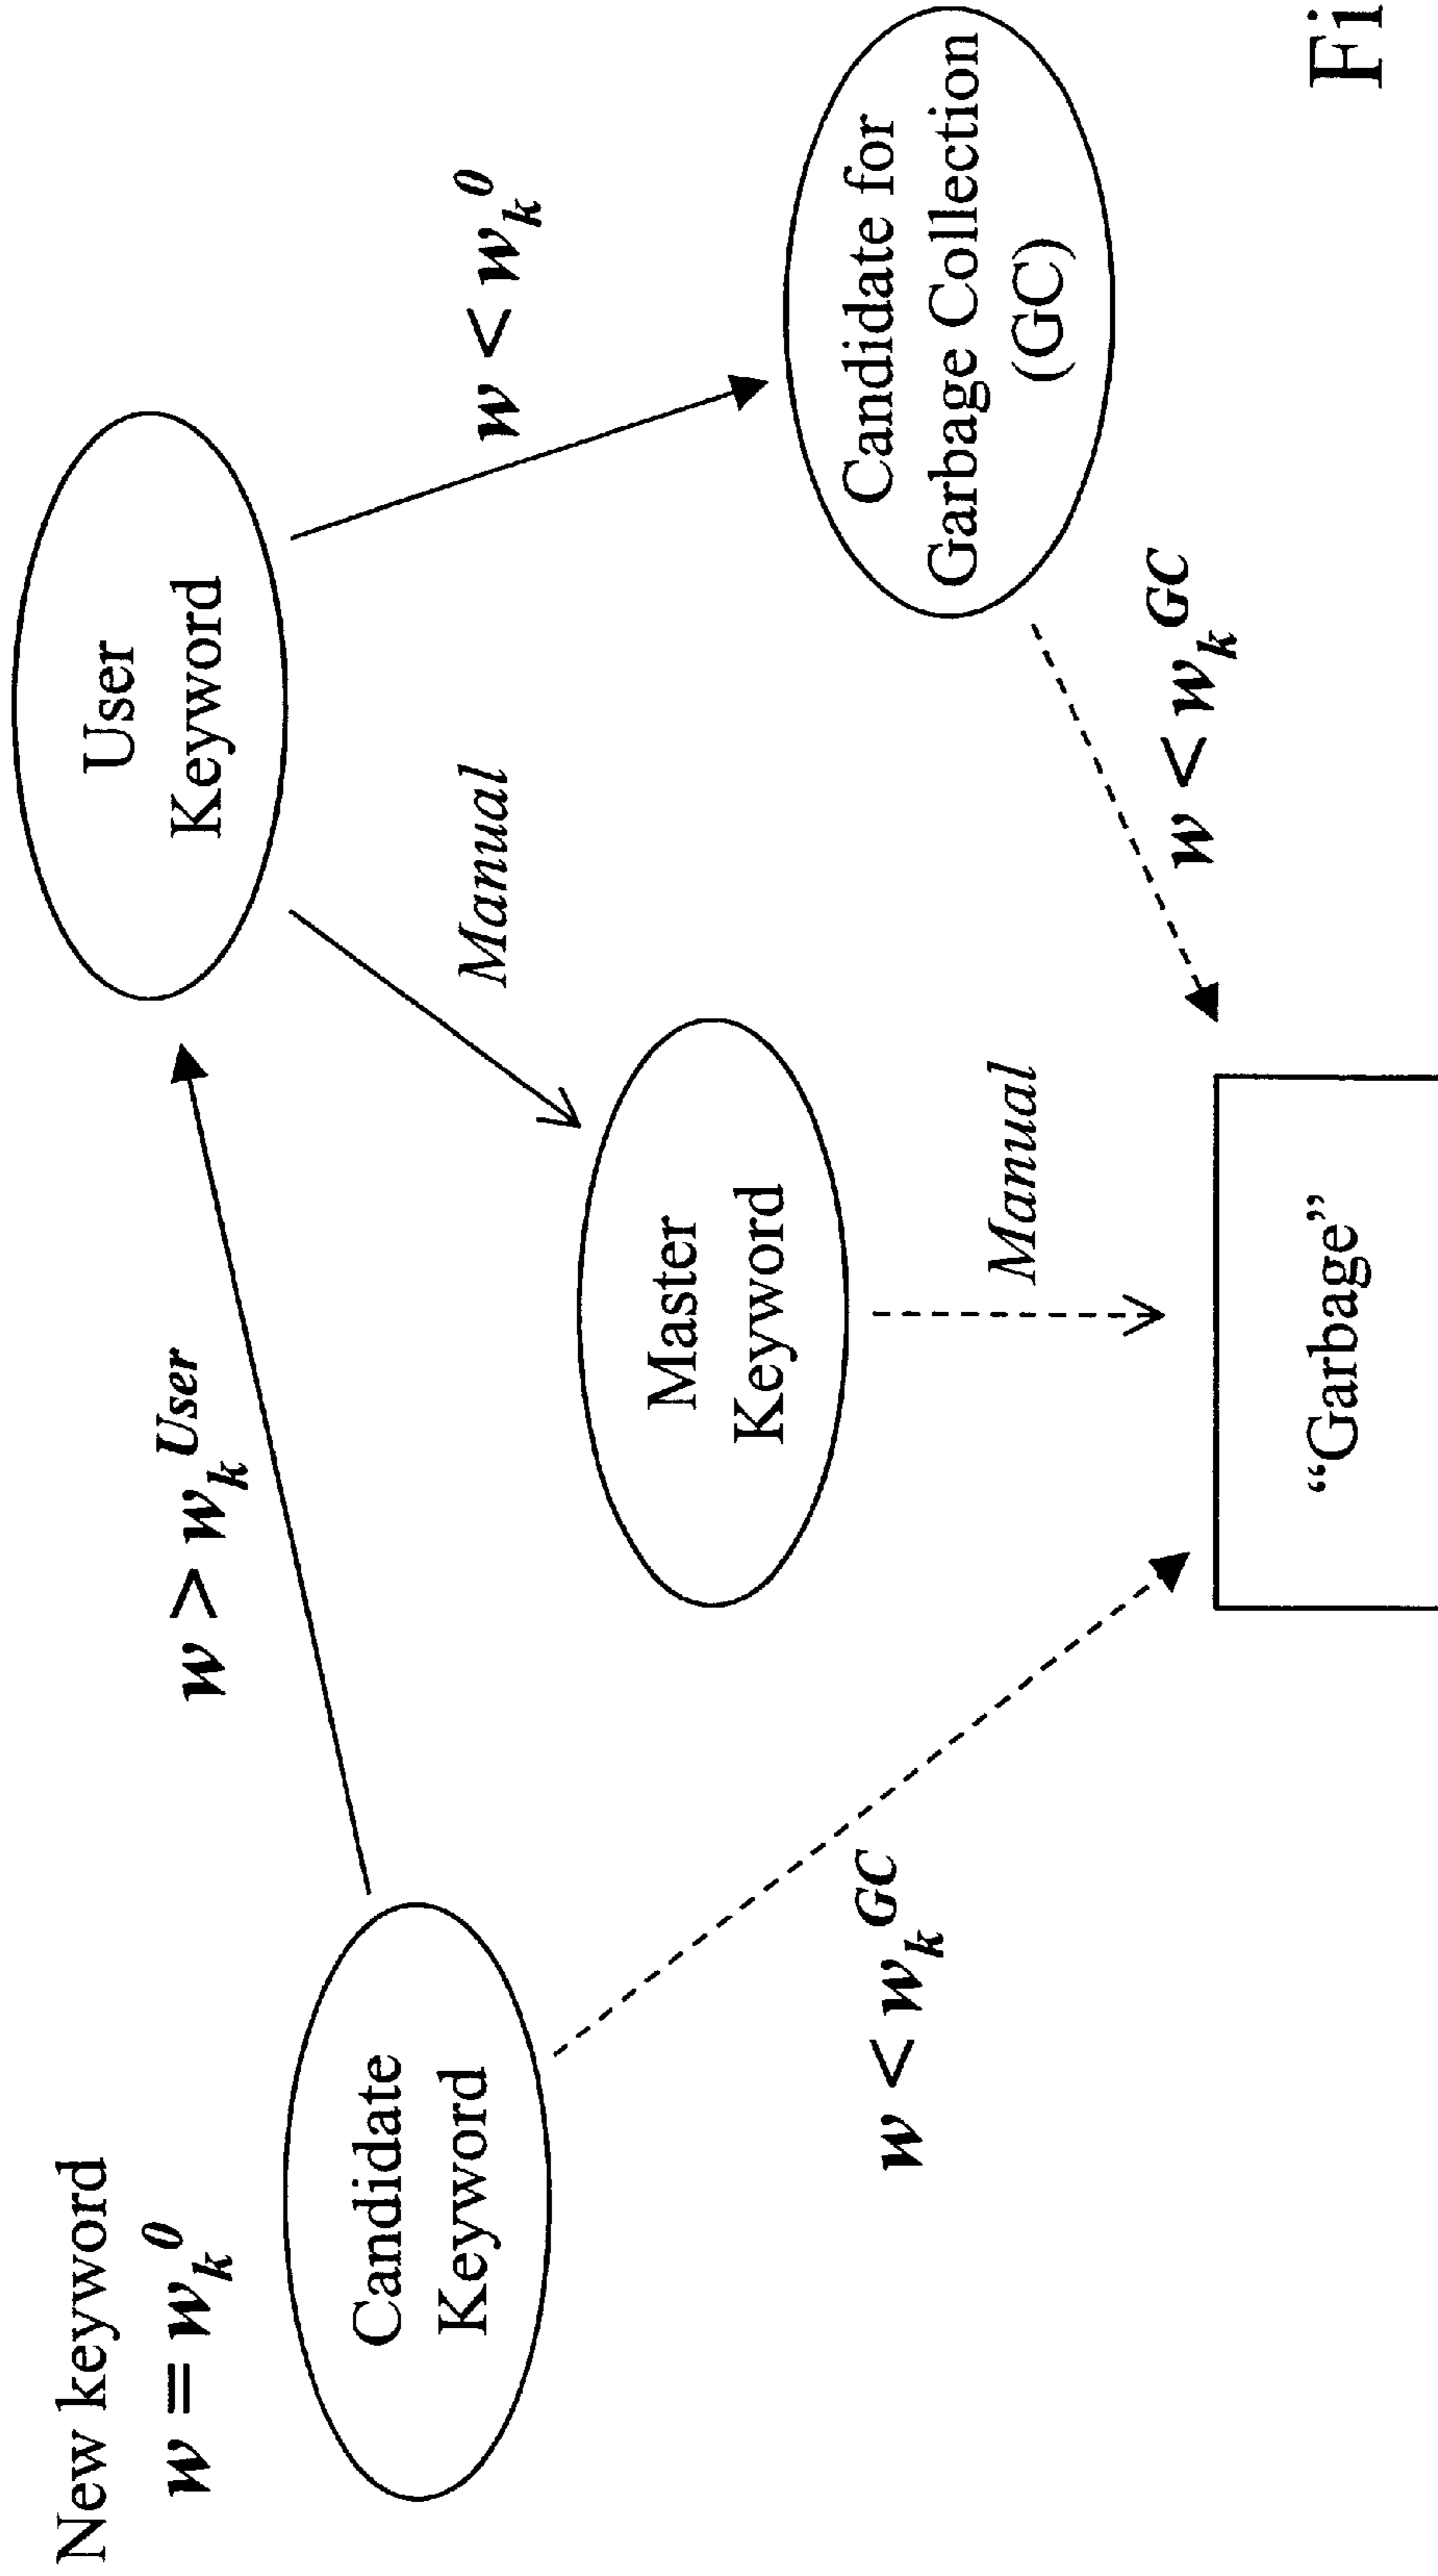 New keyword
w = w_k^0
Candidate
Keyword
w > w_k^User
User
Keyword
w < w_k^0
Manual
Master
Keyword
Candidate for
Garbage Collection
(GC)
w < w_k^GC
Manual
w < w_k^GC
“Garbage”
Fi